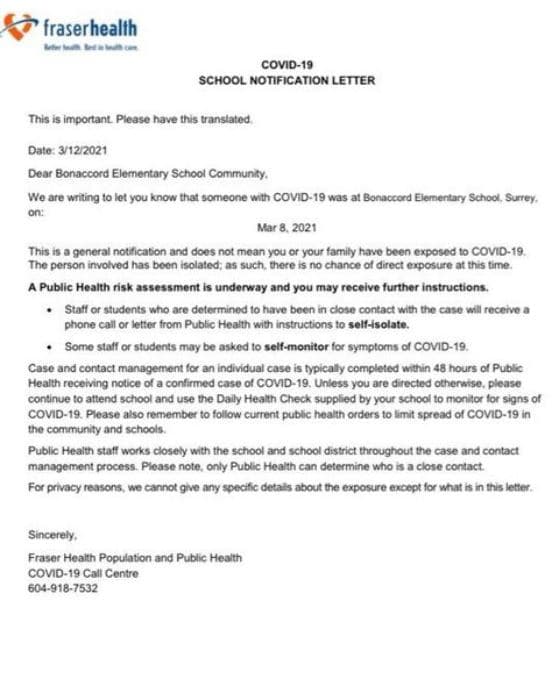 fraserhealth
Better health. Best in health care.
COVID-19
SCHOOL NOTIFICATION LETTER
This is important. Please have this translated.
Date: 3/12/2021
Dear Bonaccord Elementary School Community,
We are writing to let you know that someone with COVID-19 was at Bonaccord Elementary School, Surrey,
on:
Mar 8, 2021
This is a general notification and does not mean you or your family have been exposed to COVID-19.
The person involved has been isolated; as such, there is no chance of direct exposure at this time.
A Public Health risk assessment is underway and you may receive further instructions.
• Staff or students who are determined to have been in close contact with the case will receive a
phone call or letter from Public Health with instructions to self-isolate.
• Some staff or students may be asked to self-monitor for symptoms of COVID-19.
Case and contact management for an individual case is typically completed within 48 hours of Public
Health receiving notice of a confirmed case of COVID-19. Unless you are directed otherwise, please
continue to attend school and use the Daily Health Check supplied by your school to monitor for signs of
COVID-19. Please also remember to follow current public health orders to limit spread of COVID-19 in
the community and schools.
Public Health staff works closely with the school and school district throughout the case and contact
management process. Please note, only Public Health can determine who is a close contact.
For privacy reasons, we cannot give any specific details about the exposure except for what is in this letter.
Sincerely,
Fraser Health Population and Public Health
COVID-19 Call Centre
604-918-7532